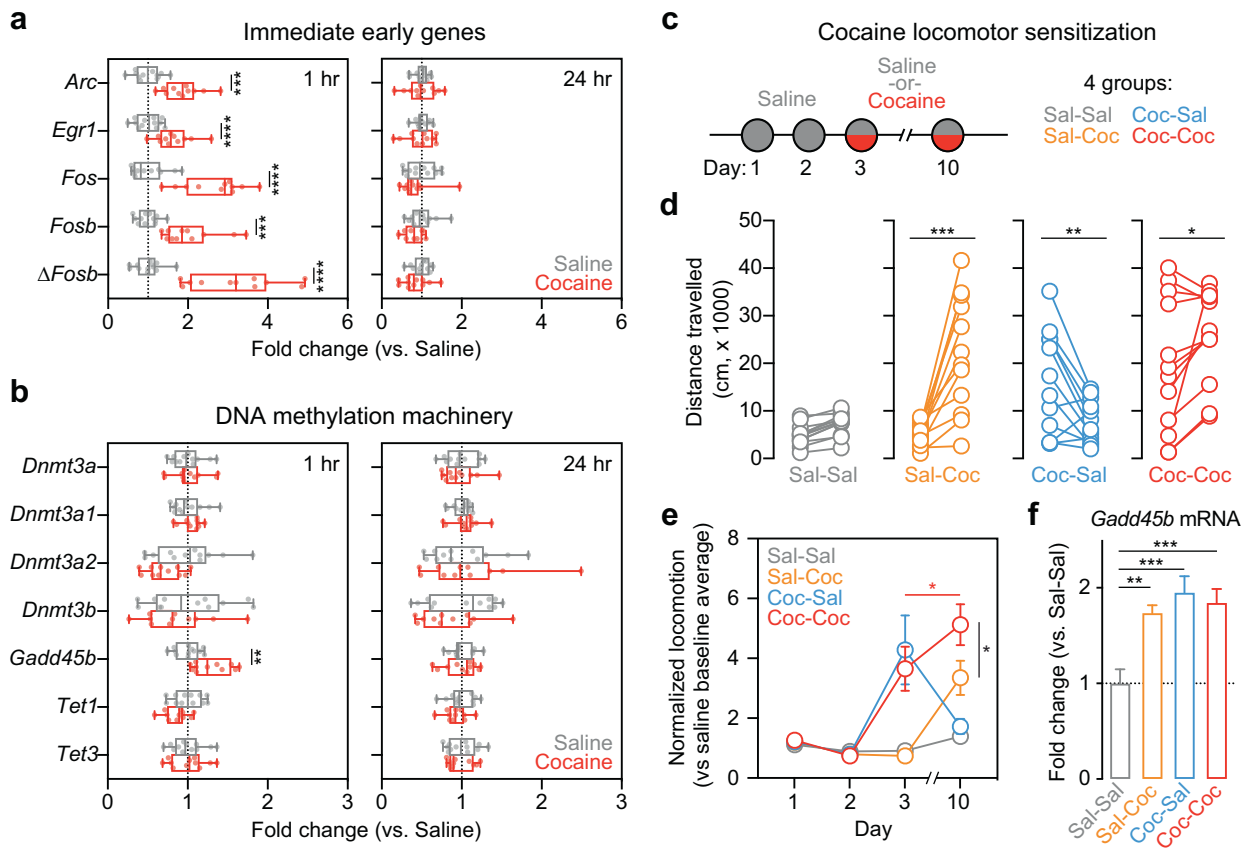 a
Immediate early genes
1 hr
24 hr
Arc
***
Egr1
****
Fos
****
Fosb
***
ΔFosb
****
Saline
Cocaine
0 2 4 6
0 2 4 6
Fold change (vs. Saline)
b
DNA methylation machinery
1 hr
24 hr
Dnmt3a
Dnmt3a1
Dnmt3a2
Dnmt3b
Gadd45b
**
Tet1
Tet3
Saline
Cocaine
0 1 2 3
0 1 2 3
Fold change (vs. Saline)
c
Cocaine locomotor sensitization
Saline
Saline
-or-
Cocaine
Day: 1 2 3 10
4 groups:
Sal-Sal Coc-Sal
Sal-Coc Coc-Coc
d
Distance travelled
(cm, x 1000)
50
40
30
20
10
0
*** ** *
Sal-Sal Sal-Coc Coc-Sal Coc-Coc
e
Normalized locomotion
(vs saline baseline average)
8
6
4
2
0
Sal-Sal
Sal-Coc
Coc-Sal
Coc-Coc
*
*
1 2 3 10
Day
f
Gadd45b mRNA
Fold change (vs. Sal-Sal)
2
1
0
***
***
**
Sal-Sal
Sal-Coc
Coc-Sal
Coc-Coc